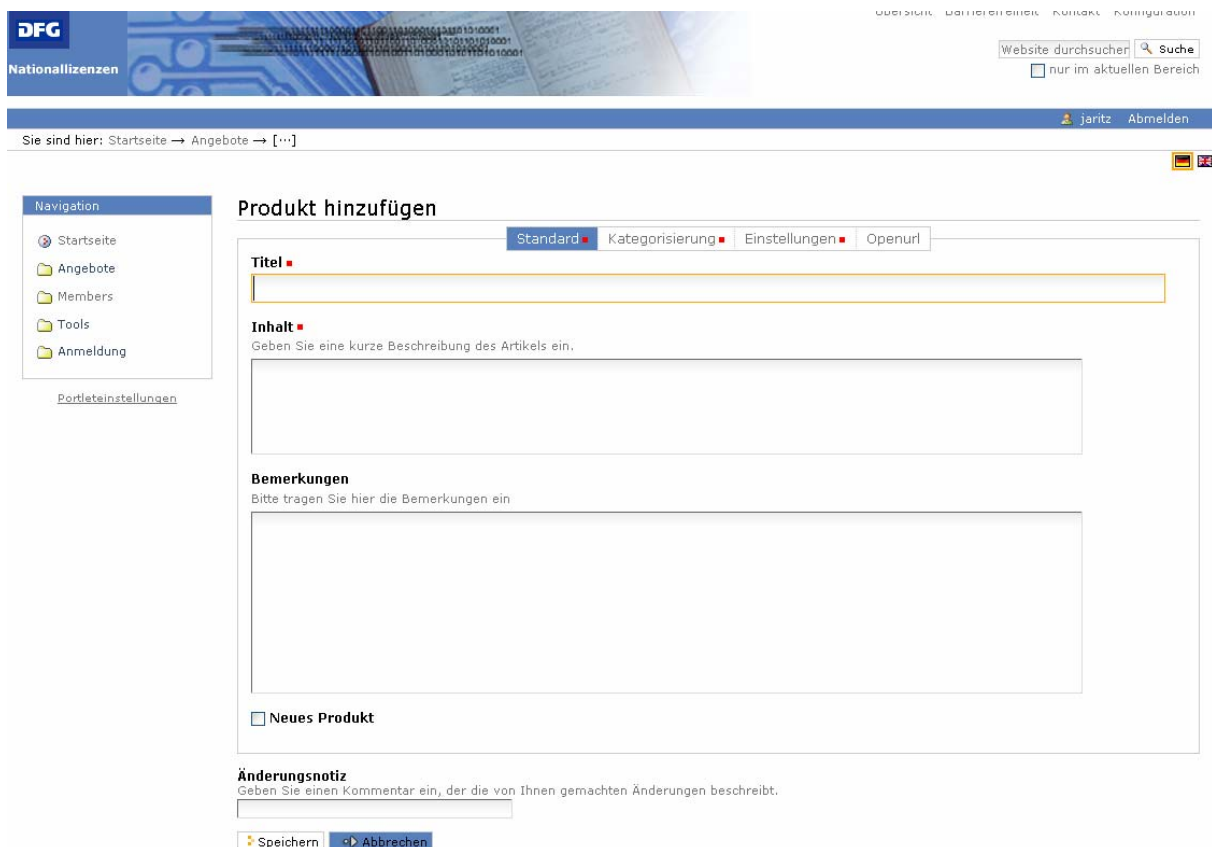 Übersicht Barrierefreiheit Kontakt Konfiguration
DFG
Nationallizenzen
Website durchsucher Suche
nur im aktuellen Bereich
jaritz Abmelden
Sie sind hier: Startseite → Angebote → [···]
Navigation
Startseite
Angebote
Members
Tools
Anmeldung
Portleteinstellungen
Produkt hinzufügen
Standard Kategorisierung Einstellungen Openurl
Titel
Inhalt
Geben Sie eine kurze Beschreibung des Artikels ein.
Bemerkungen
Bitte tragen Sie hier die Bemerkungen ein
Neues Produkt
Änderungsnotiz
Geben Sie einen Kommentar ein, der die von Ihnen gemachten Änderungen beschreibt.
Speichern Abbrechen